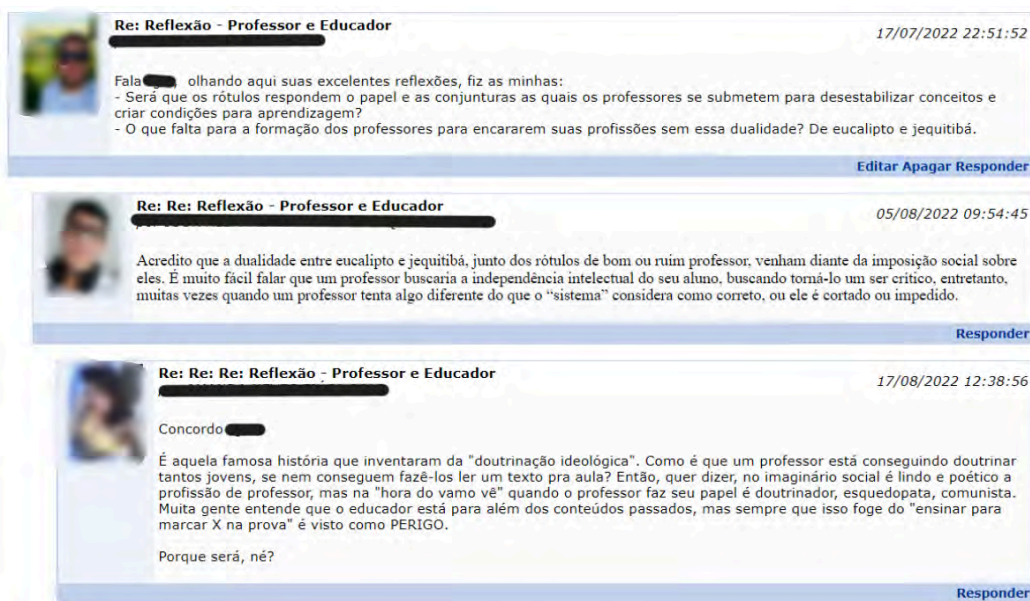 Re: Reflexão - Professor e Educador
17/07/2022 22:51:52
Fala olhando aqui suas excelentes reflexões, fiz as minhas:
- Será que os rótulos respondem o papel e as conjunturas as quais os professores se submetem para desestabilizar conceitos e
criar condições para aprendizagem?
- O que falta para a formação dos professores para encararem suas profissões sem essa dualidade? De eucalipto e jequitibá.
Editar Apagar Responder
Re: Re: Reflexão - Professor e Educador
05/08/2022 09:54:45
Acredito que a dualidade entre eucalipto e jequitibá, junto dos rótulos de bom ou ruim professor, venham diante da imposição social sobre
eles. É muito fácil falar que um professor buscaria a independência intelectual do seu aluno, buscando torná-lo um ser crítico, entretanto,
muitas vezes quando um professor tenta algo diferente do que o “sistema” considera como correto, ou ele é cortado ou impedido.
Responder
Re: Re: Re: Reflexão - Professor e Educador
17/08/2022 12:38:56
Concordo
É aquela famosa história que inventaram da "doutrinação ideológica". Como é que um professor está conseguindo doutrinar
tantos jovens, se nem conseguem fazê-los ler um texto pra aula? Então, quer dizer, no imaginário social é lindo e poético a
profissão de professor, mas na "hora do vamo vê" quando o professor faz seu papel é doutrinador, esquedopata, comunista.
Muita gente entende que o educador está para além dos conteúdos passados, mas sempre que isso foge do "ensinar para
marcar X na prova" é visto como PERIGO.
Porque será, né?
Responder